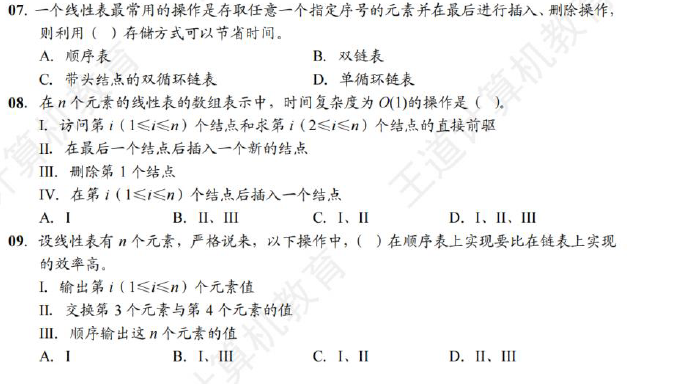 07. 一个线性表最常用的操作是存取任意一个指定序号的元素并在最后进行插入、删除操作,
则利用（ ）存储方式可以节省时间。
A. 顺序表 B. 双链表
C. 带头结点的双循环链表 D. 单循环链表
08. 在 n 个元素的线性表的数组表示中，时间复杂度为 O(1)的操作是（ ）。
I. 访问第 i（1≤i≤n）个结点和求第 i（2≤i≤n）个结点的直接前驱
II. 在最后一个结点后插入一个新的结点
III. 删除第 1 个结点
IV. 在第 i（1≤i≤n）个结点后插入一个结点
A. I B. II、III C. I、II D. I、II、III
09. 设线性表有 n 个元素，严格说来，以下操作中，（ ）在顺序表上实现要比在链表上实现
的效率高。
I. 输出第 i（1≤i≤n）个元素值
II. 交换第 3 个元素与第 4 个元素的值
III. 顺序输出这 n 个元素的值
A. I B. I、III C. I、II D. II、III
王道计算机教育
计算机教育